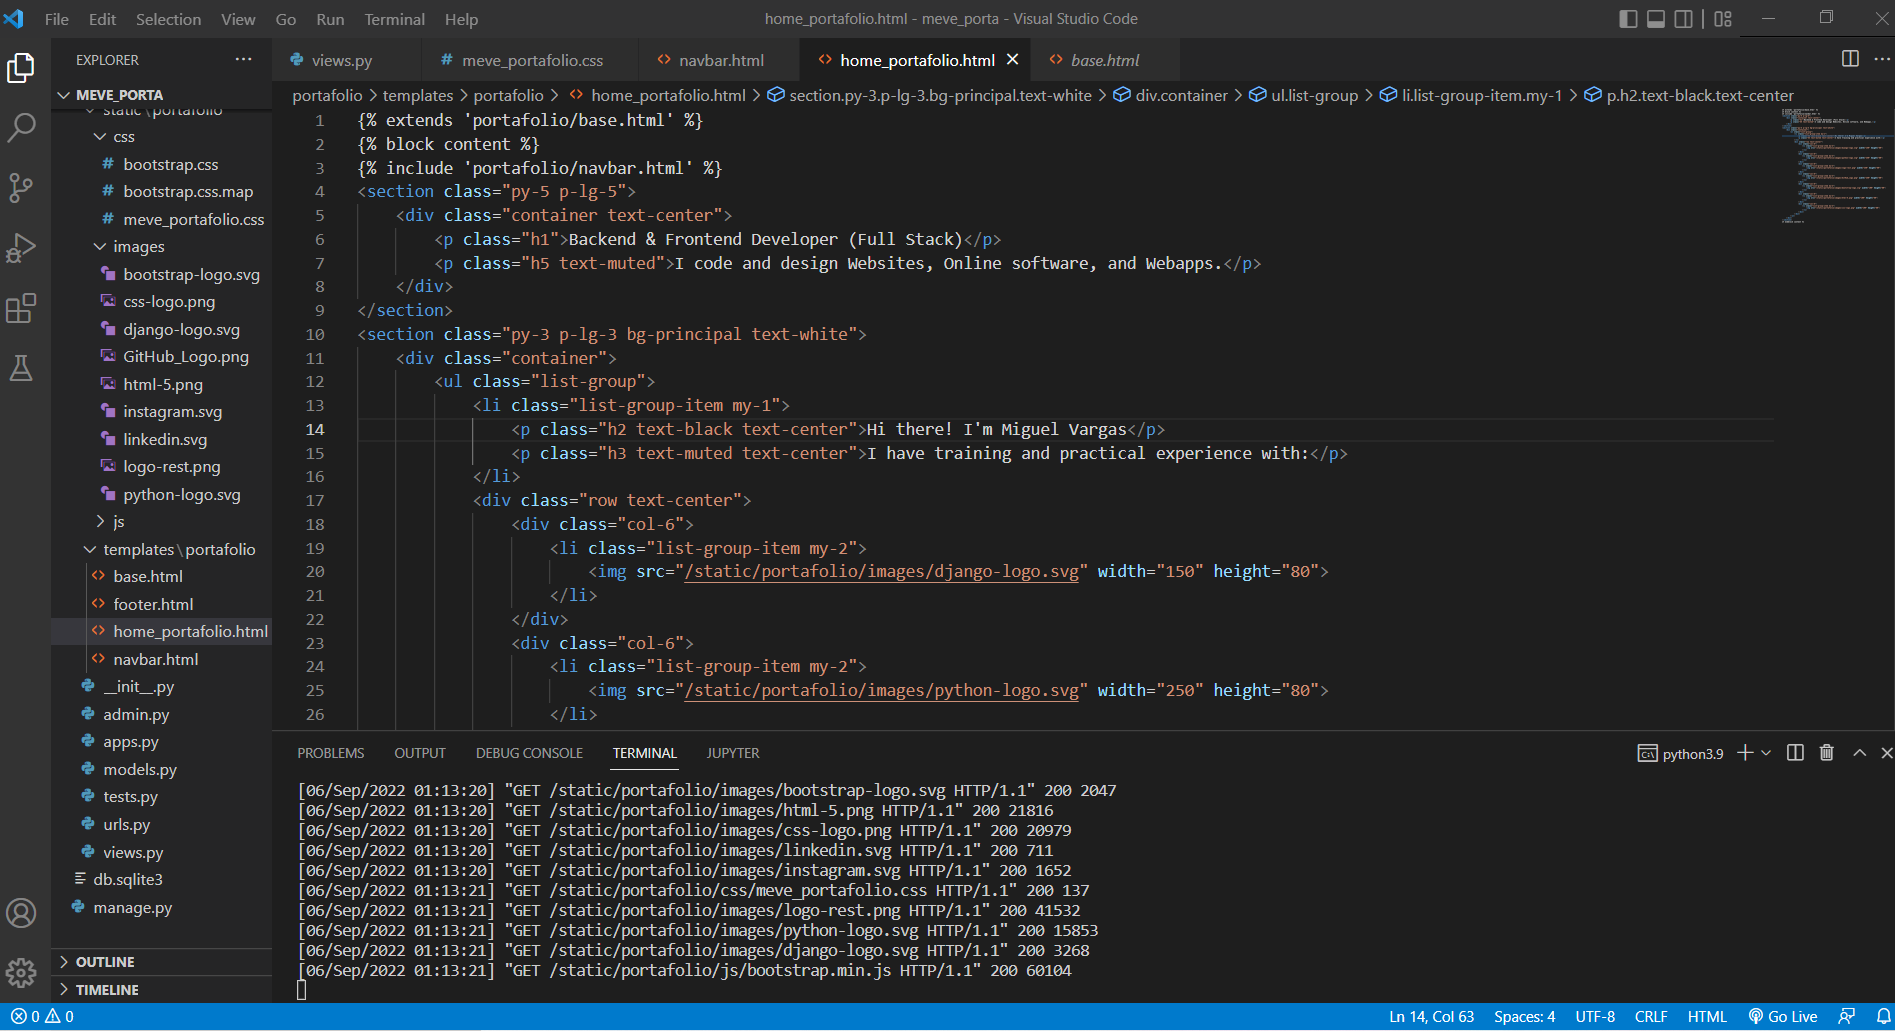 File Edit Selection View Go Run Terminal Help
home_portafolio.html - meve_porta - Visual Studio Code
EXPLORER
MEVE_PORTA
static\portafolio
css
bootstrap.css
bootstrap.css.map
meve_portafolio.css
images
bootstrap-logo.svg
css-logo.png
django-logo.svg
GitHub_Logo.png
html-5.png
instagram.svg
linkedin.svg
logo-rest.png
python-logo.svg
js
templates\portafolio
base.html
footer.html
home_portafolio.html
navbar.html
__init__.py
admin.py
apps.py
models.py
tests.py
urls.py
views.py
db.sqlite3
manage.py
OUTLINE
TIMELINE
views.py # meve_portafolio.css navbar.html home_portafolio.html base.html
portafolio > templates > portafolio > home_portafolio.html > section.py-3.p-lg-3.bg-principal.text-white > div.container > ul.list-group > li.list-group-item.my-1 > p.h2.text-black.text-center
1 {% extends 'portafolio/base.html' %}
2 {% block content %}
3 {% include 'portafolio/navbar.html' %}
4 <section class="py-5 p-lg-5">
5 <div class="container text-center">
6 <p class="h1">Backend & Frontend Developer (Full Stack)</p>
7 <p class="h5 text-muted">I code and design Websites, Online software, and Webapps.</p>
8 </div>
9 </section>
10 <section class="py-3 p-lg-3 bg-principal text-white">
11 <div class="container">
12 <ul class="list-group">
13 <li class="list-group-item my-1">
14 <p class="h2 text-black text-center">Hi there! I'm Miguel Vargas</p>
15 <p class="h3 text-muted text-center">I have training and practical experience with:</p>
16 </li>
17 <div class="row text-center">
18 <div class="col-6">
19 <li class="list-group-item my-2">
20 <img src="/static/portafolio/images/django-logo.svg" width="150" height="80">
21 </li>
22 </div>
23 <div class="col-6">
24 <li class="list-group-item my-2">
25 <img src="/static/portafolio/images/python-logo.svg" width="250" height="80">
26 </li>
PROBLEMS OUTPUT DEBUG CONSOLE TERMINAL JUPYTER
python3.9
[06/Sep/2022 01:13:20] "GET /static/portafolio/images/bootstrap-logo.svg HTTP/1.1" 200 2047
[06/Sep/2022 01:13:20] "GET /static/portafolio/images/html-5.png HTTP/1.1" 200 21816
[06/Sep/2022 01:13:20] "GET /static/portafolio/images/css-logo.png HTTP/1.1" 200 20979
[06/Sep/2022 01:13:20] "GET /static/portafolio/images/linkedin.svg HTTP/1.1" 200 711
[06/Sep/2022 01:13:20] "GET /static/portafolio/images/instagram.svg HTTP/1.1" 200 1652
[06/Sep/2022 01:13:21] "GET /static/portafolio/css/meve_portafolio.css HTTP/1.1" 200 137
[06/Sep/2022 01:13:21] "GET /static/portafolio/images/logo-rest.png HTTP/1.1" 200 41532
[06/Sep/2022 01:13:21] "GET /static/portafolio/images/python-logo.svg HTTP/1.1" 200 15853
[06/Sep/2022 01:13:21] "GET /static/portafolio/images/django-logo.svg HTTP/1.1" 200 3268
[06/Sep/2022 01:13:21] "GET /static/portafolio/js/bootstrap.min.js HTTP/1.1" 200 60104
0 0
Ln 14, Col 63 Spaces: 4 UTF-8 CRLF HTML Go Live